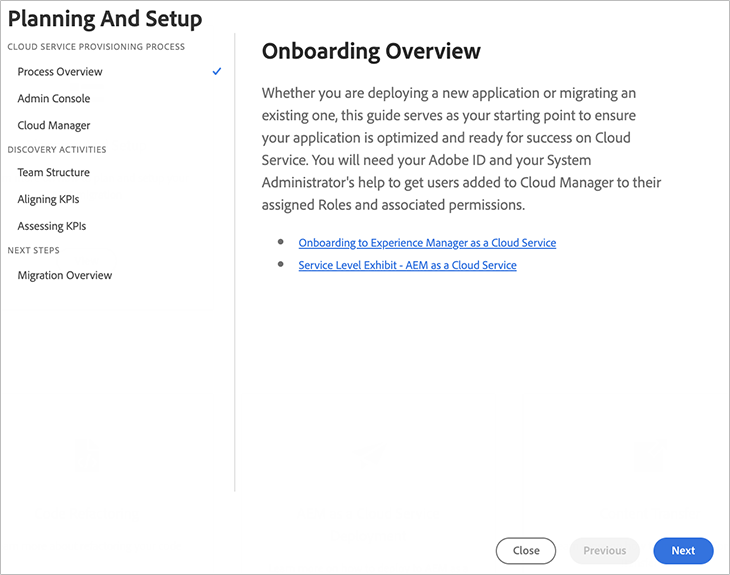 Planning And Setup
CLOUD SERVICE PROVISIONING PROCESS
Process Overview
Admin Console
Cloud Manager
DISCOVERY ACTIVITIES
Team Structure
Aligning KPIs
Assessing KPIs
NEXT STEPS
Migration Overview
Onboarding Overview
Whether you are deploying a new application or migrating an
existing one, this guide serves as your starting point to ensure
your application is optimized and ready for success on Cloud
Service. You will need your Adobe ID and your System
Administrator's help to get users added to Cloud Manager to their
assigned Roles and associated permissions.
Onboarding to Experience Manager as a Cloud Service
Service Level Exhibit - AEM as a Cloud Service
Close
Previous
Next